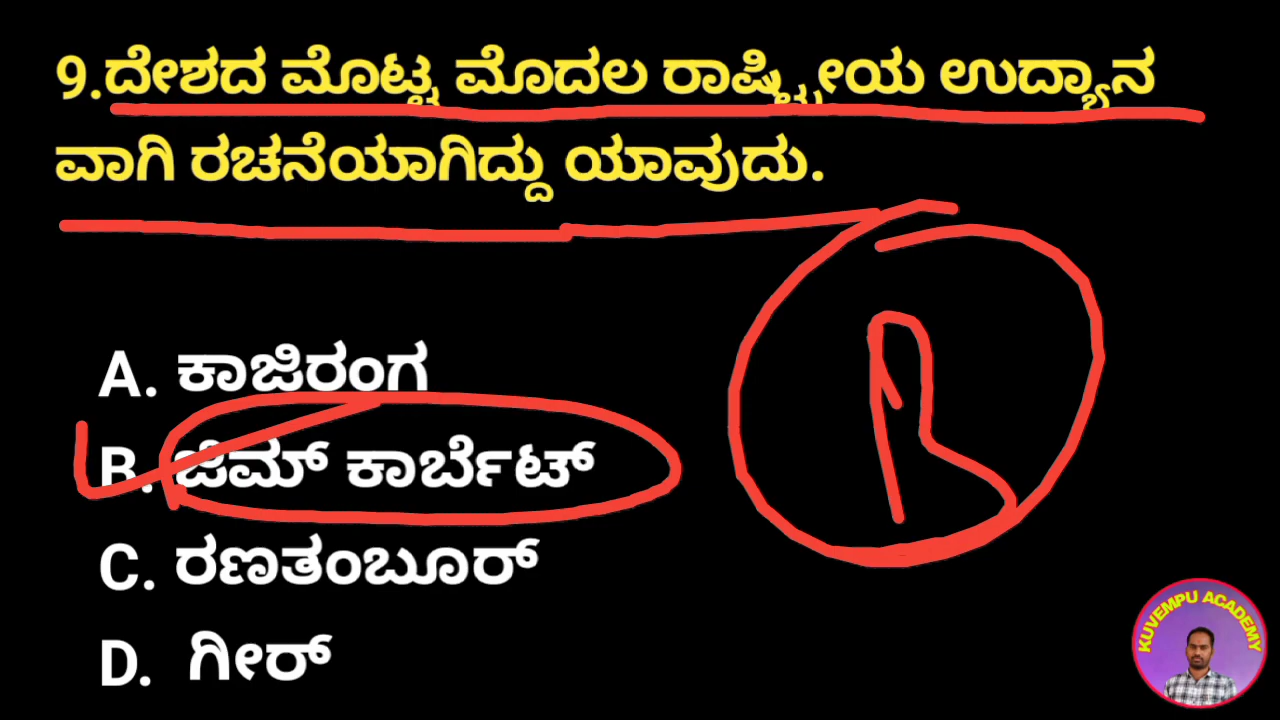 9.ದೇಶದ ಮೊಟ್ಟ ಮೊದಲ ರಾಷ್ಟ್ರೀಯ ಉದ್ಯಾನ
ವಾಗಿ ರಚನೆಯಾಗಿದ್ದು ಯಾವುದು.
A. ಕಾಜಿರಂಗ
B. ಜಿಮ್ ಕಾರ್ಬೆಟ್
B
C. ರಣತಂಬೂರ್
D. ಗೀರ್
KUVEMPU ACADEMY